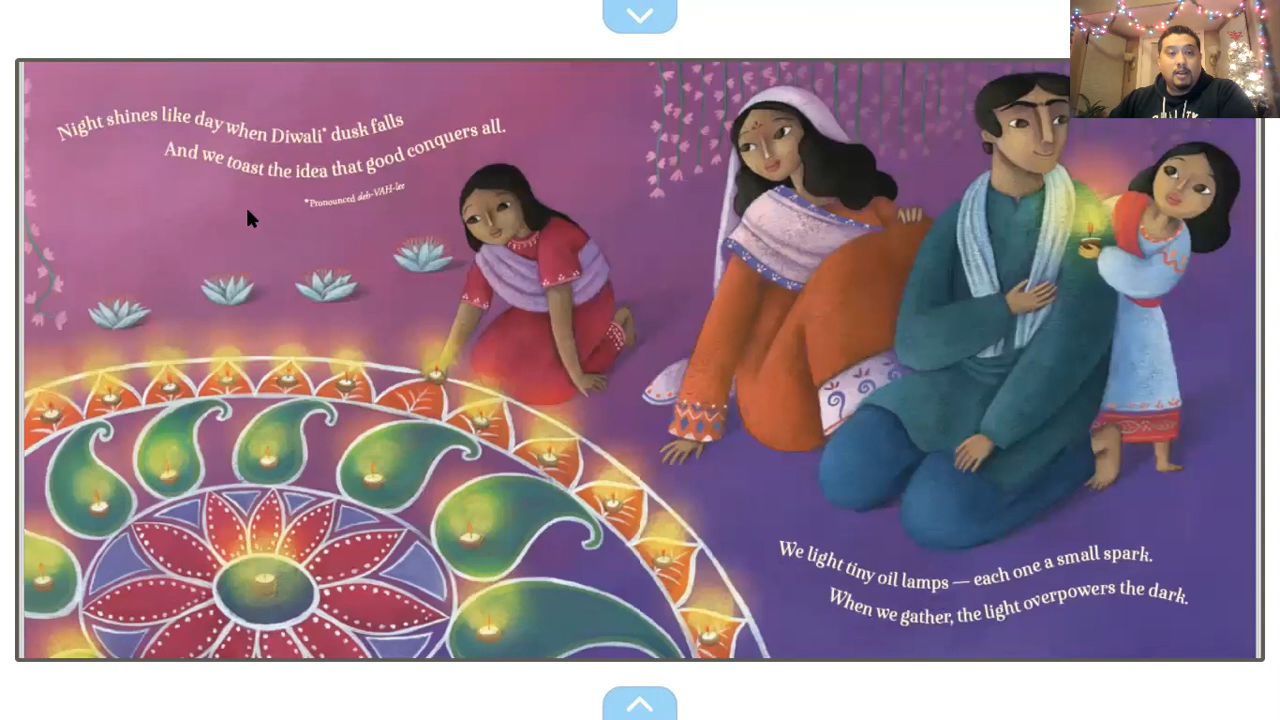 Night shines like day when Diwali* dusk falls
And we toast the idea that good conquers all.
*Pronounced deh-VAH-lee
We light tiny oil lamps — each one a small spark.
When we gather, the light overpowers the dark.